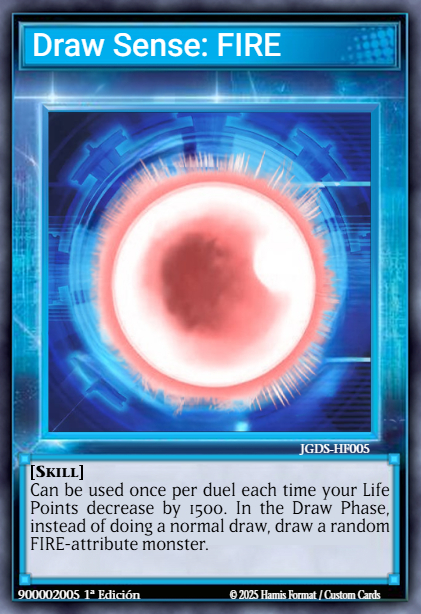 Draw Sense: FIRE
JGDS-HF005
[SKILL]
Can be used once per duel each time your Life
Points decrease by 1500. In the Draw Phase,
instead of doing a normal draw, draw a random
FIRE-attribute monster.
900002005 1ª Edición
© 2025 Hamis Format / Custom Cards